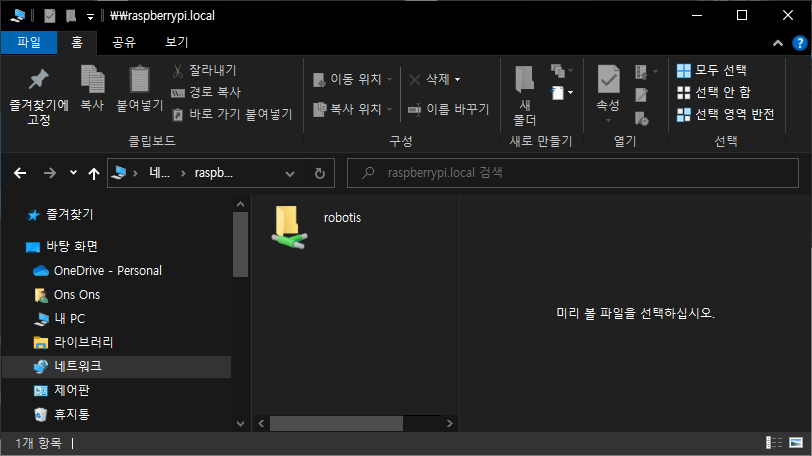 ₩₩raspberrypi.local
파일 홈 공유 보기
즐겨찾기에
고정
복사
붙여넣기
잘라내기
경로 복사
바로 가기 붙여넣기
클립보드
이동 위치
복사 위치
삭제
이름 바꾸기
구성
새
폴더
새로 만들기
속성
열기
모두 선택
선택 안 함
선택 영역 반전
선택
네... raspb...
raspberrypi.local 검색
즐겨찾기
바탕 화면
OneDrive - Personal
Ons Ons
내 PC
라이브러리
네트워크
제어판
휴지통
robotis
미리 볼 파일을 선택하십시오.
1개 항목